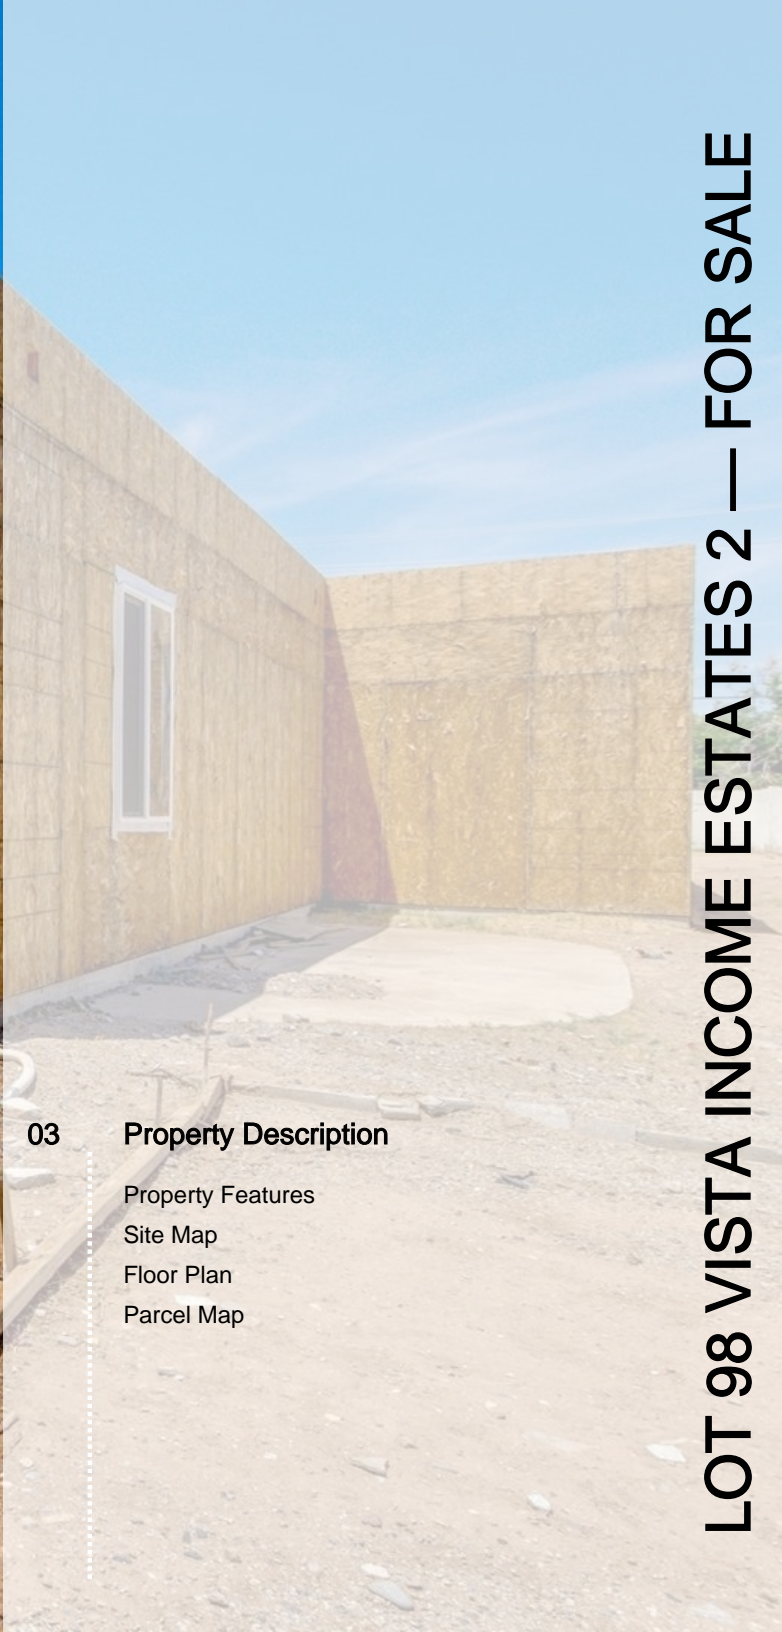 LOT 98 VISTA INCOME ESTATES 2 — FOR SALE
03
Property Description
Property Features
Site Map
Floor Plan
Parcel Map